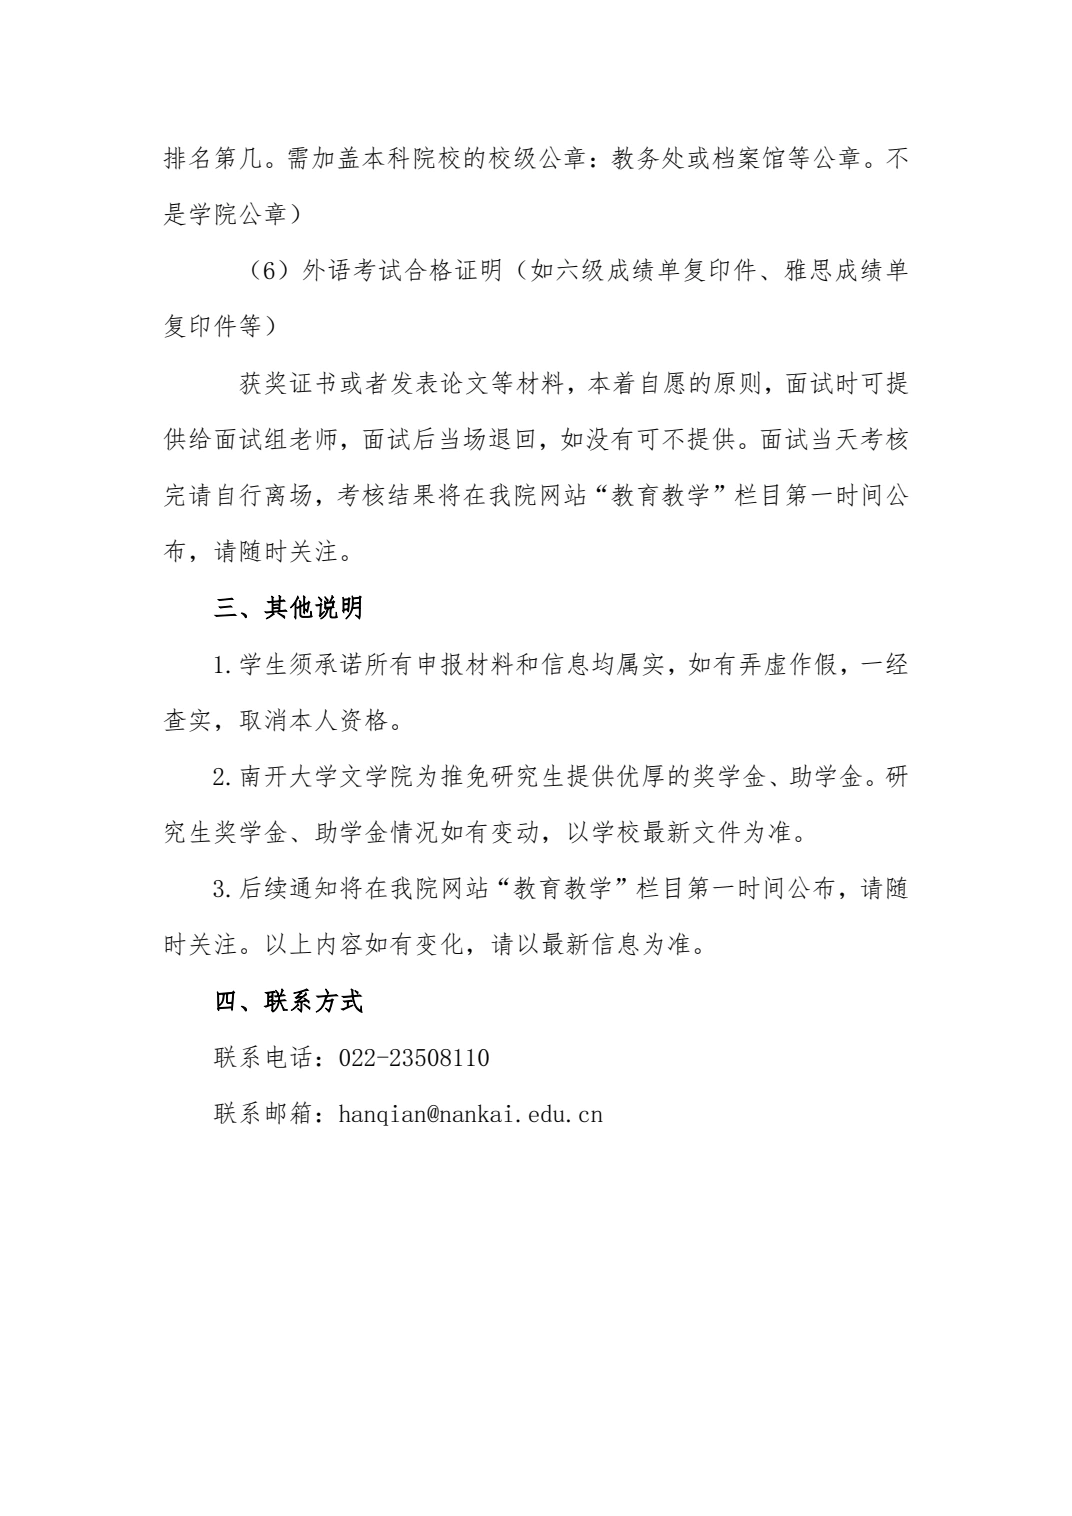 排名第几。需加盖本科院校的校级公章：教务处或档案馆等公章。不
是学院公章）
（6）外语考试合格证明（如六级成绩单复印件、雅思成绩单
复印件等）
获奖证书或者发表论文等材料，本着自愿的原则，面试时可提
供给面试组老师，面试后当场退回，如没有可不提供。面试当天考核
完请自行离场，考核结果将在我院网站“教育教学”栏目第一时间公
布，请随时关注。
三、其他说明
1.学生须承诺所有申报材料和信息均属实，如有弄虚作假，一经
查实，取消本人资格。
2.南开大学文学院为推免研究生提供优厚的奖学金、助学金。研
究生奖学金、助学金情况如有变动，以学校最新文件为准。
3.后续通知将在我院网站“教育教学”栏目第一时间公布，请随
时关注。以上内容如有变化，请以最新信息为准。
四、联系方式
联系电话：022-23508110
联系邮箱：hanqian@nankai.edu.cn